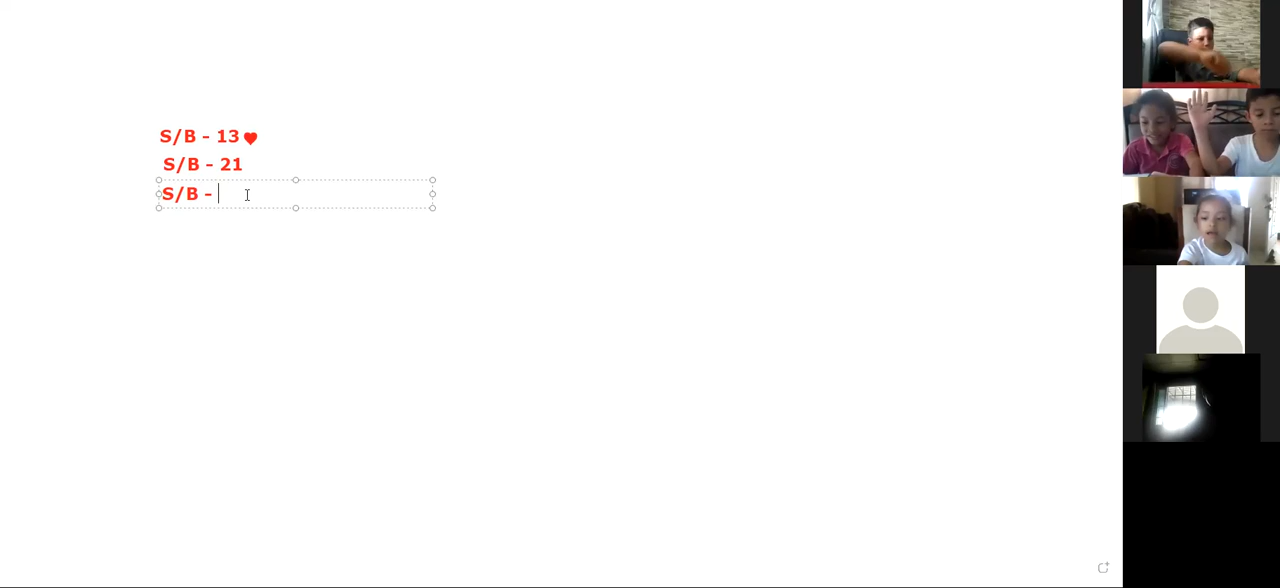 S/B - 13♥
S/B - 21
S/B -